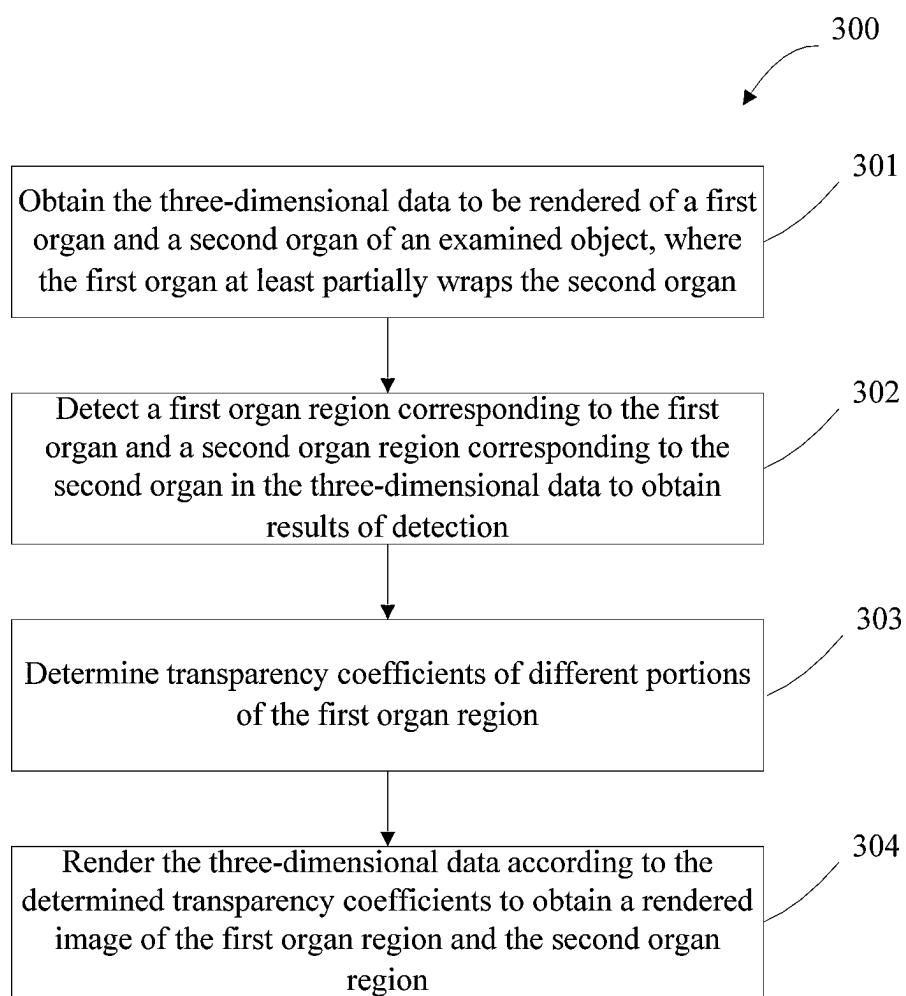 300
301
Obtain the three-dimensional data to be rendered of a first
organ and a second organ of an examined object, where
the first organ at least partially wraps the second organ
302
Detect a first organ region corresponding to the first
organ and a second organ region corresponding to the
second organ in the three-dimensional data to obtain
results of detection
303
Determine transparency coefficients of different portions
of the first organ region
304
Render the three-dimensional data according to the
determined transparency coefficients to obtain a rendered
image of the first organ region and the second organ
region